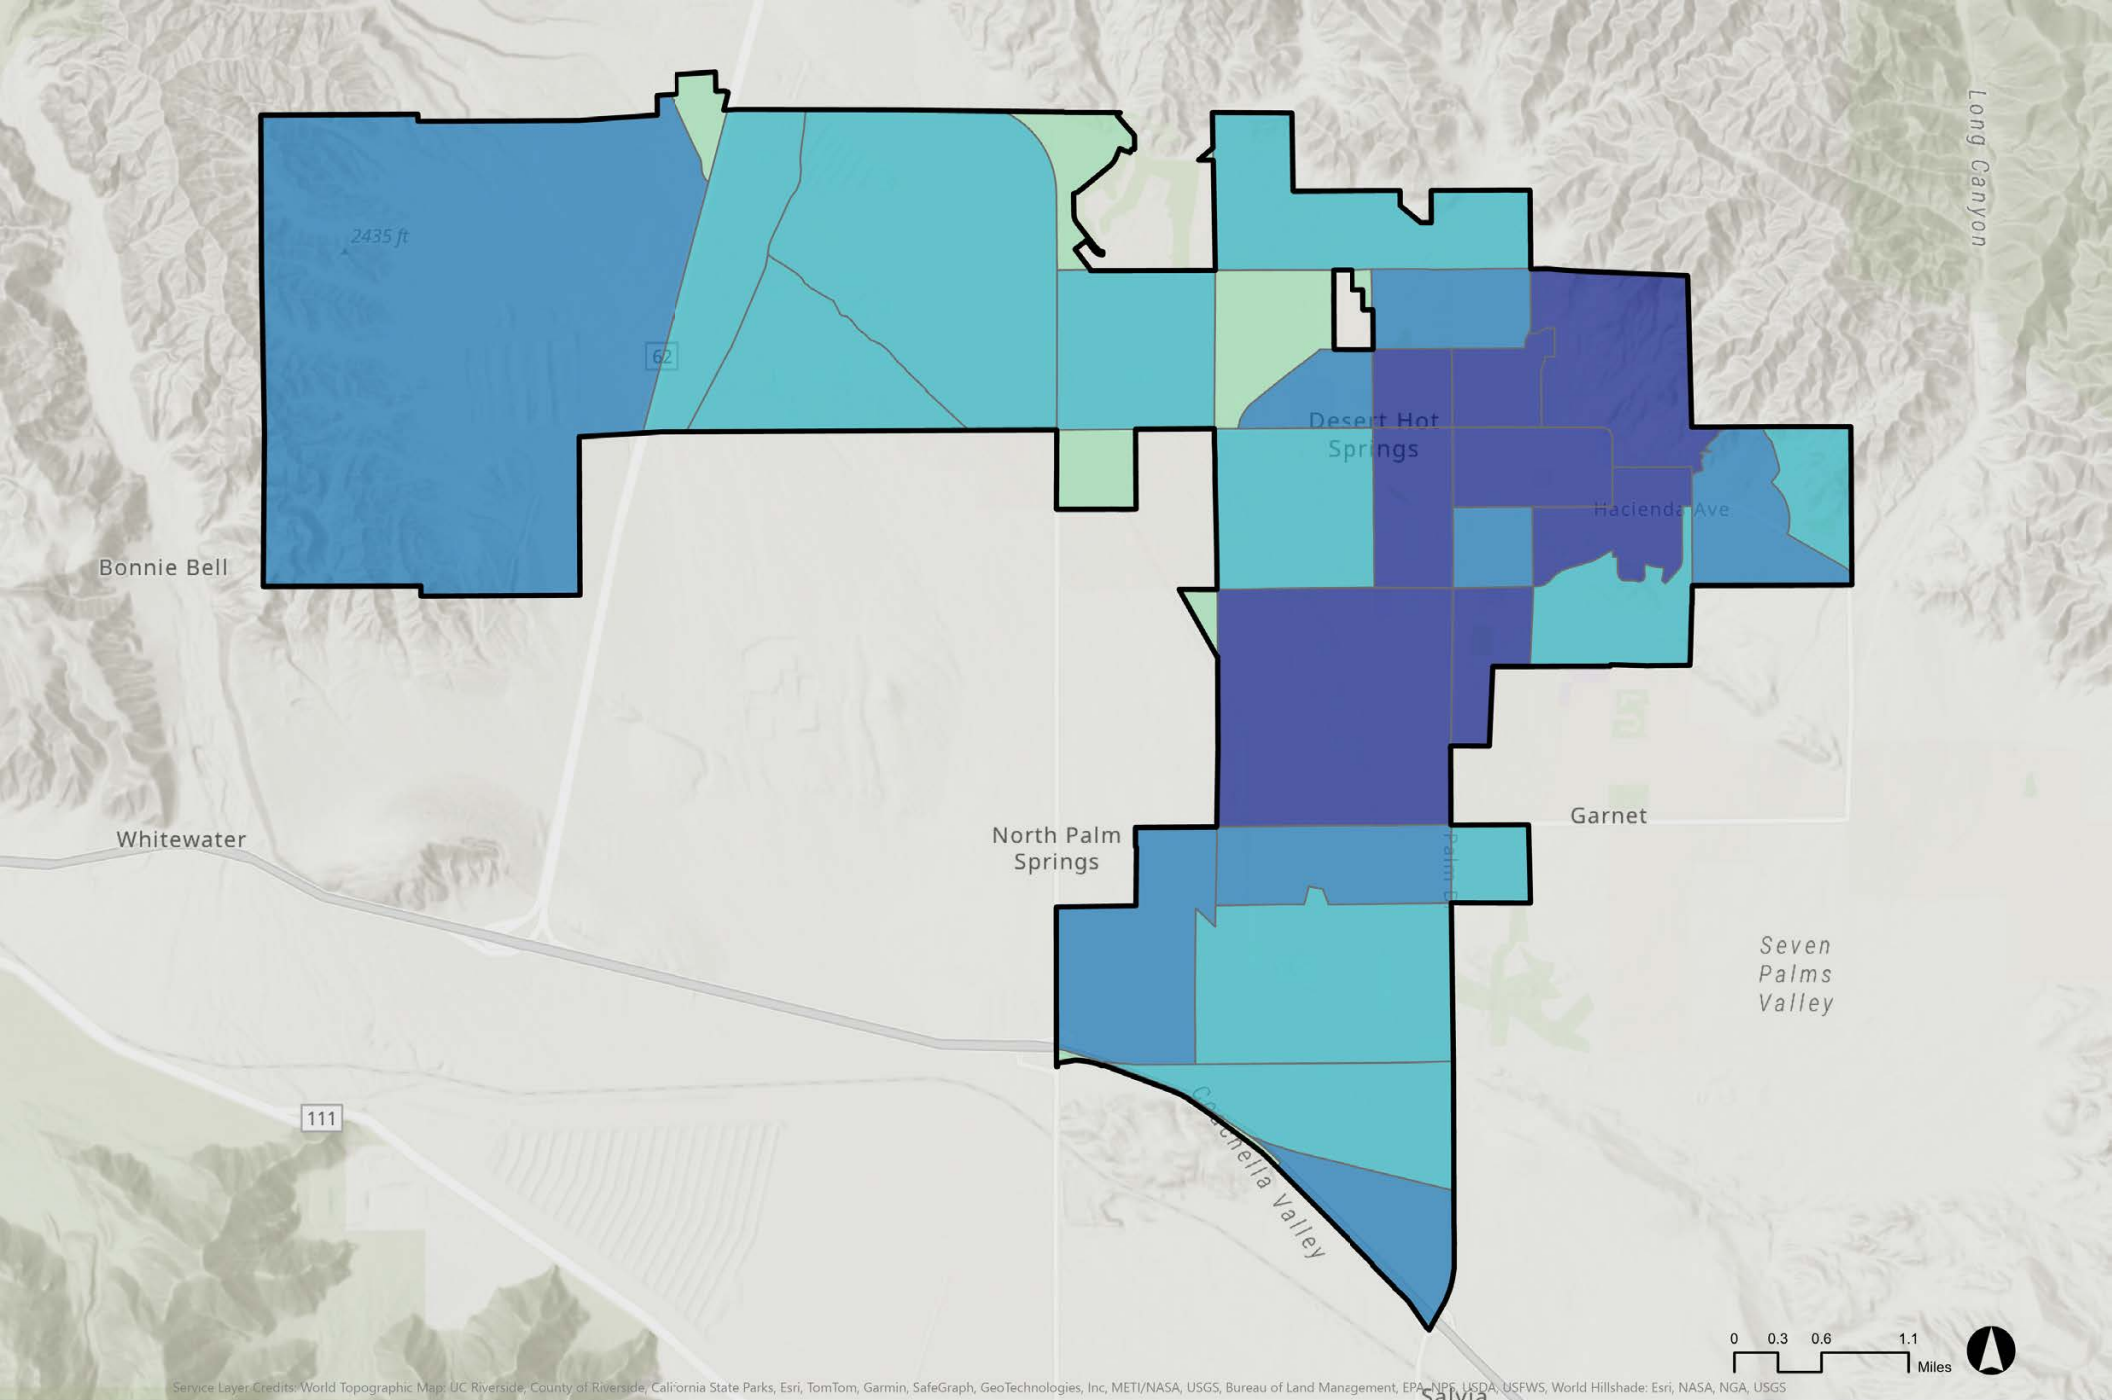 Long Canyon
2435 ft
62
Desert Hot
Springs
Hacienda Ave
Bonnie Bell
Whitewater
North Palm
Springs
Garnet
Palm Dr
Seven
Palms
Valley
111
Coachella Valley
0 0.3 0.6 1.1
Miles
Salvia
Service Layer Credits: World Topographic Map: UC Riverside, County of Riverside, California State Parks, Esri, TomTom, Garmin, SafeGraph, GeoTechnologies, Inc, METI/NASA, USGS, Bureau of Land Management, EPA, NPS, USDA, USFWS, World Hillshade: Esri, NASA, NGA, USGS